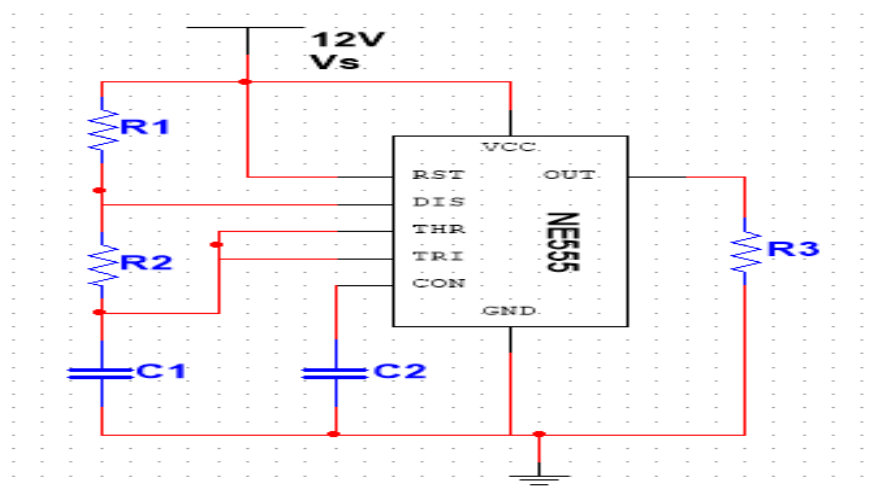 12V
Vs
R1
VCC
RST
OUT
DIS
THR
NE555
R2
TRI
R3
CON
GND
C1
C2